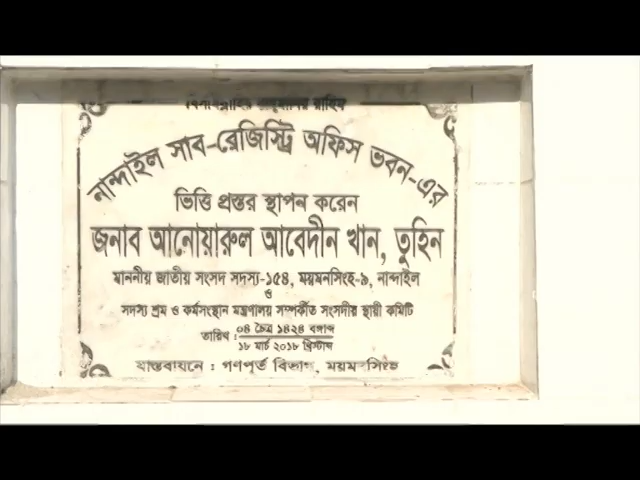 বিসমিল্লাহির রাহমানির রাহিম
নান্দাইল সাব-রেজিস্ট্রি অফিস ভবন-এর
ভিত্তি প্রস্তর স্থাপন করেন
জনাব আনোয়ারুল আবেদীন খান, তুহিন
মাননীয় জাতীয় সংসদ সদস্য-১৫৪, ময়মনসিংহ-৯, নান্দাইল
ও
সদস্য শ্রম ও কর্মসংস্থান মন্ত্রণালয় সম্পর্কীত সংসদীর স্থায়ী কমিটি
তারিখ : ০৪ চৈত্র ১৪২৪ বঙ্গাব্দ
১৮ মার্চ ২০১৮ খ্রিস্টাব্দ
বাস্তবায়নে : গণপূর্ত বিভাগ, ময়মনসিংহ